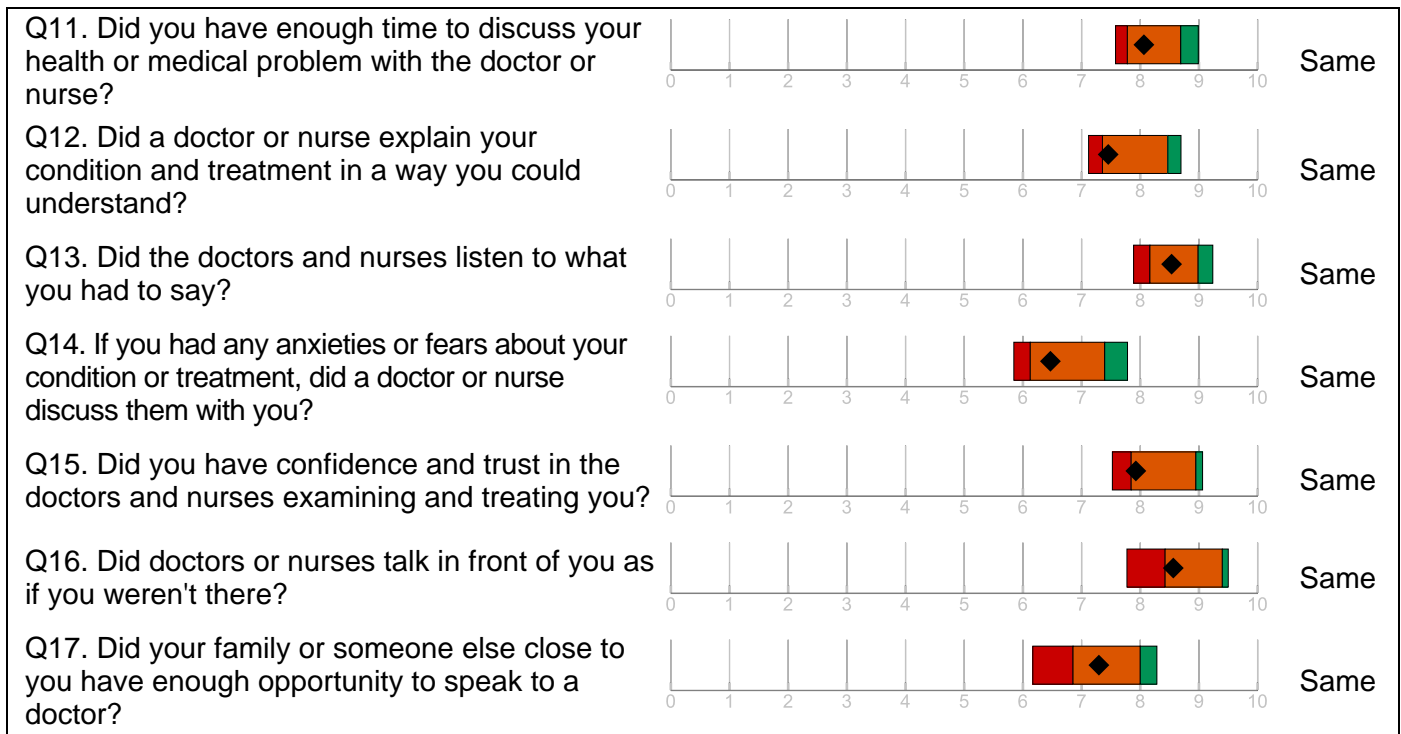 Q11. Did you have enough time to discuss your
health or medical problem with the doctor or
nurse?
0 1 2 3 4 5 6 7 8 9 10
Same
Q12. Did a doctor or nurse explain your
condition and treatment in a way you could
understand?
0 1 2 3 4 5 6 7 8 9 10
Same
Q13. Did the doctors and nurses listen to what
you had to say?
0 1 2 3 4 5 6 7 8 9 10
Same
Q14. If you had any anxieties or fears about your
condition or treatment, did a doctor or nurse
discuss them with you?
0 1 2 3 4 5 6 7 8 9 10
Same
Q15. Did you have confidence and trust in the
doctors and nurses examining and treating you?
0 1 2 3 4 5 6 7 8 9 10
Same
Q16. Did doctors or nurses talk in front of you as
if you weren't there?
0 1 2 3 4 5 6 7 8 9 10
Same
Q17. Did your family or someone else close to
you have enough opportunity to speak to a
doctor?
0 1 2 3 4 5 6 7 8 9 10
Same